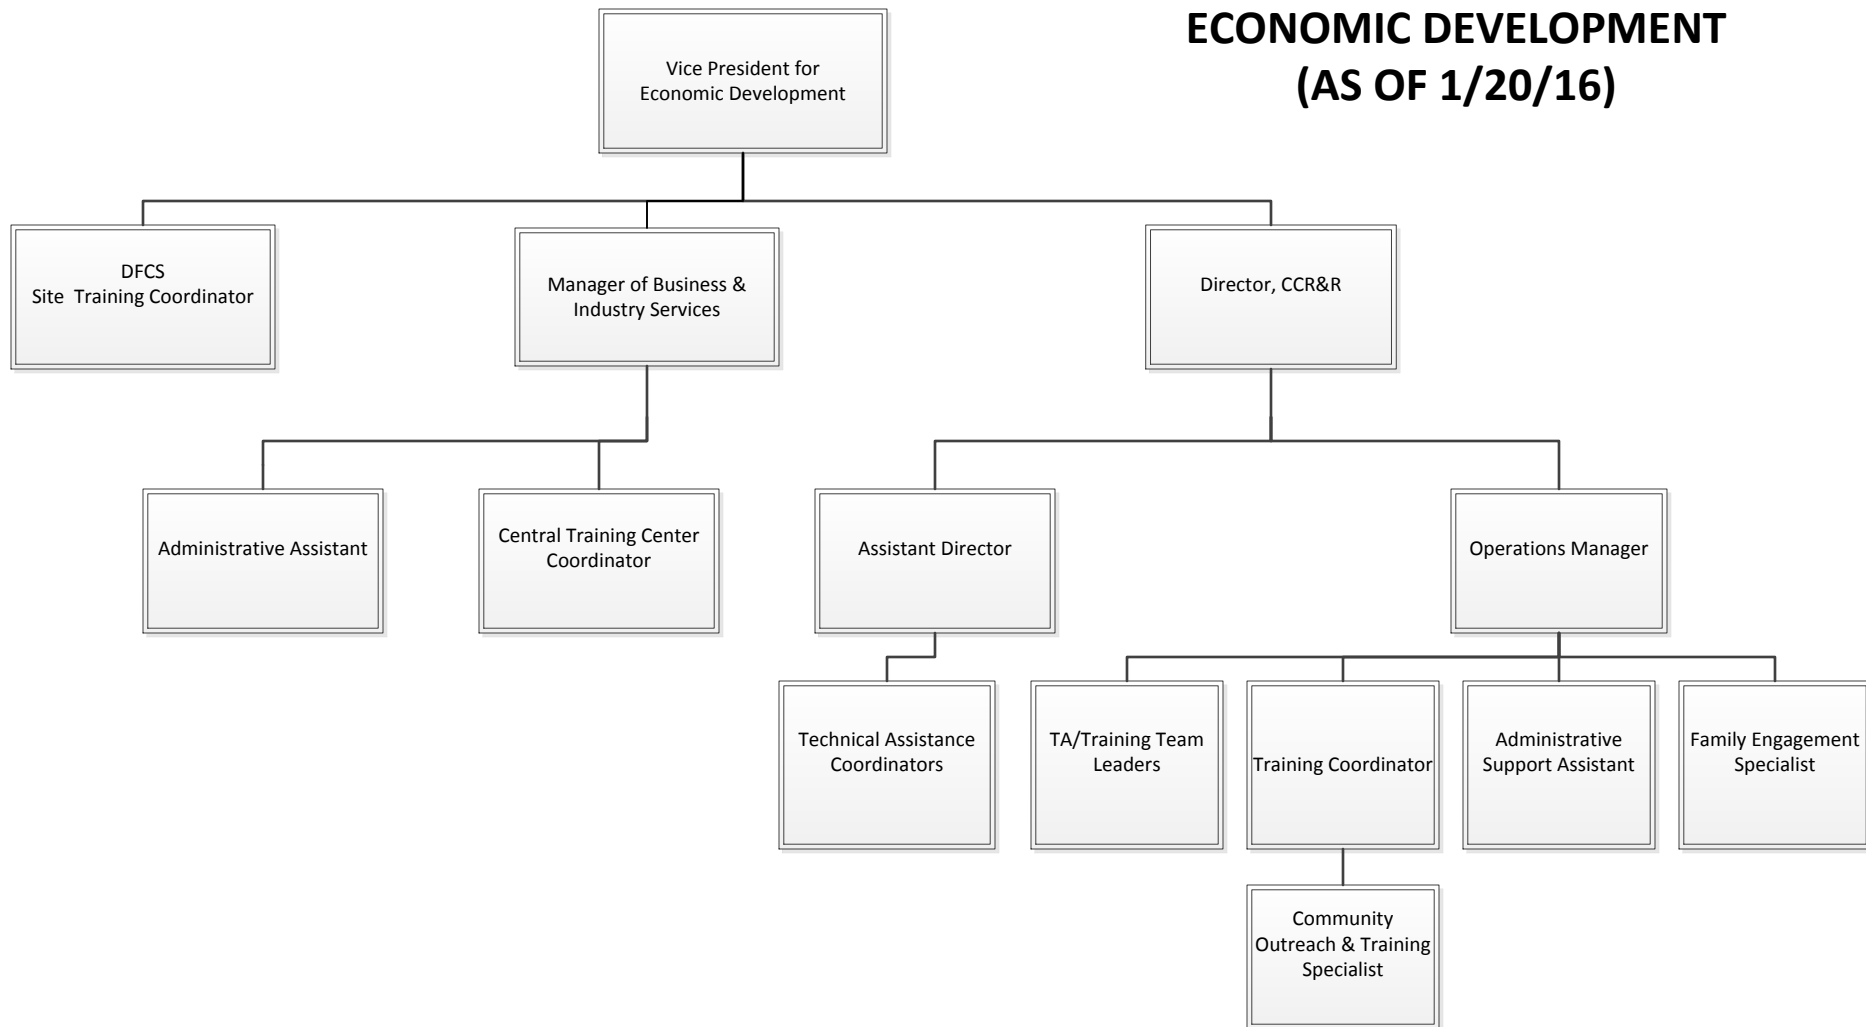 ECONOMIC DEVELOPMENT
(AS OF 1/20/16)
Vice President for
Economic Development
DFCS
Site  Training Coordinator
Manager of Business &
Industry Services
Director, CCR&R
Administrative Assistant
Central Training Center
Coordinator
Assistant Director
Operations Manager
Technical Assistance
Coordinators
TA/Training Team
Leaders
Training Coordinator
Administrative
Support Assistant
Family Engagement
Specialist
Community
Outreach & Training
Specialist